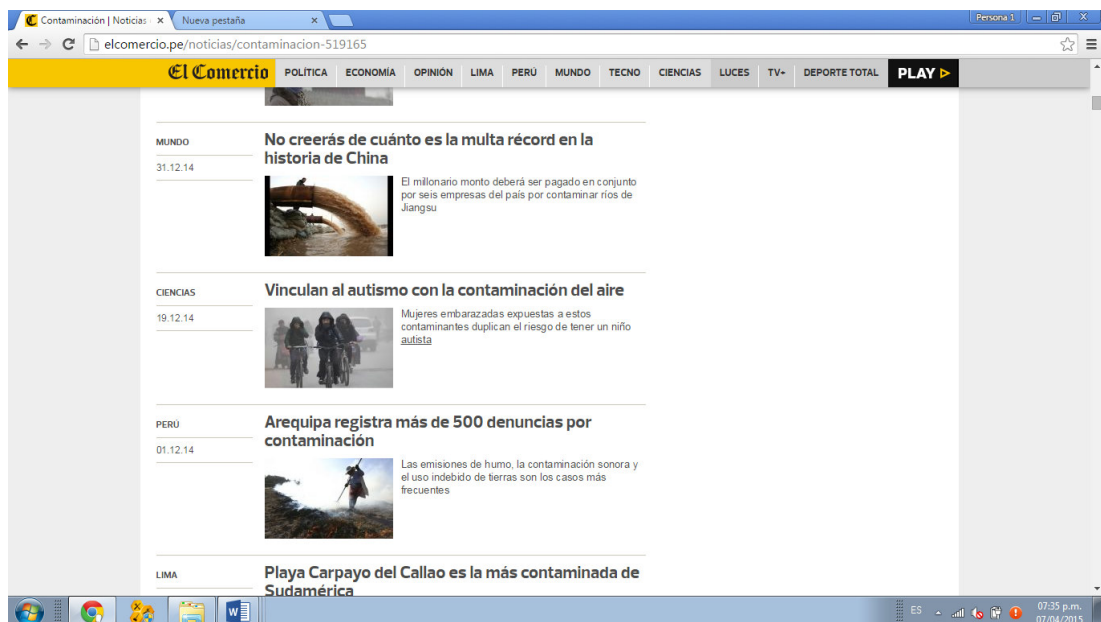 Contaminación | Noticias
Nueva pestaña
Persona 1
elcomercio.pe/noticias/contaminacion-519165
El Comercio POLÍTICA ECONOMÍA OPINIÓN LIMA PERÚ MUNDO TECNO CIENCIAS LUCES TV+ DEPORTE TOTAL PLAY
MUNDO
31.12.14
No creerás de cuánto es la multa récord en la
historia de China
El millonario monto deberá ser pagado en conjunto
por seis empresas del país por contaminar ríos de
Jiangsu
CIENCIAS
19.12.14
Vinculan al autismo con la contaminación del aire
Mujeres embarazadas expuestas a estos
contaminantes duplican el riesgo de tener un niño
autista
PERÚ
01.12.14
Arequipa registra más de 500 denuncias por
contaminación
Las emisiones de humo, la contaminación sonora y
el uso indebido de tierras son los casos más
frecuentes
LIMA
Playa Carpayo del Callao es la más contaminada de
Sudamérica
ES
07:35 p.m.
07/04/2015